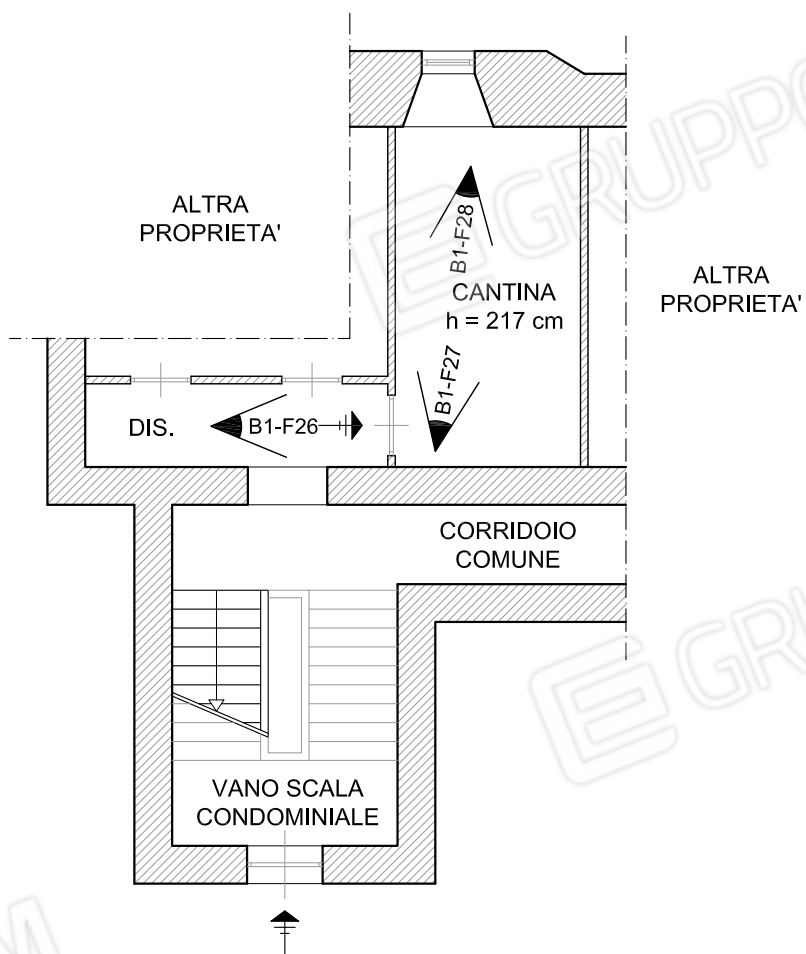 GRUPPO
ALTRA
PROPRIETA'
B1-F28
CANTINA
h = 217 cm
ALTRA
PROPRIETA'
B1-F27
DIS.
B1-F26
CORRIDOIO
COMUNE
VANO SCALA
CONDOMINIALE